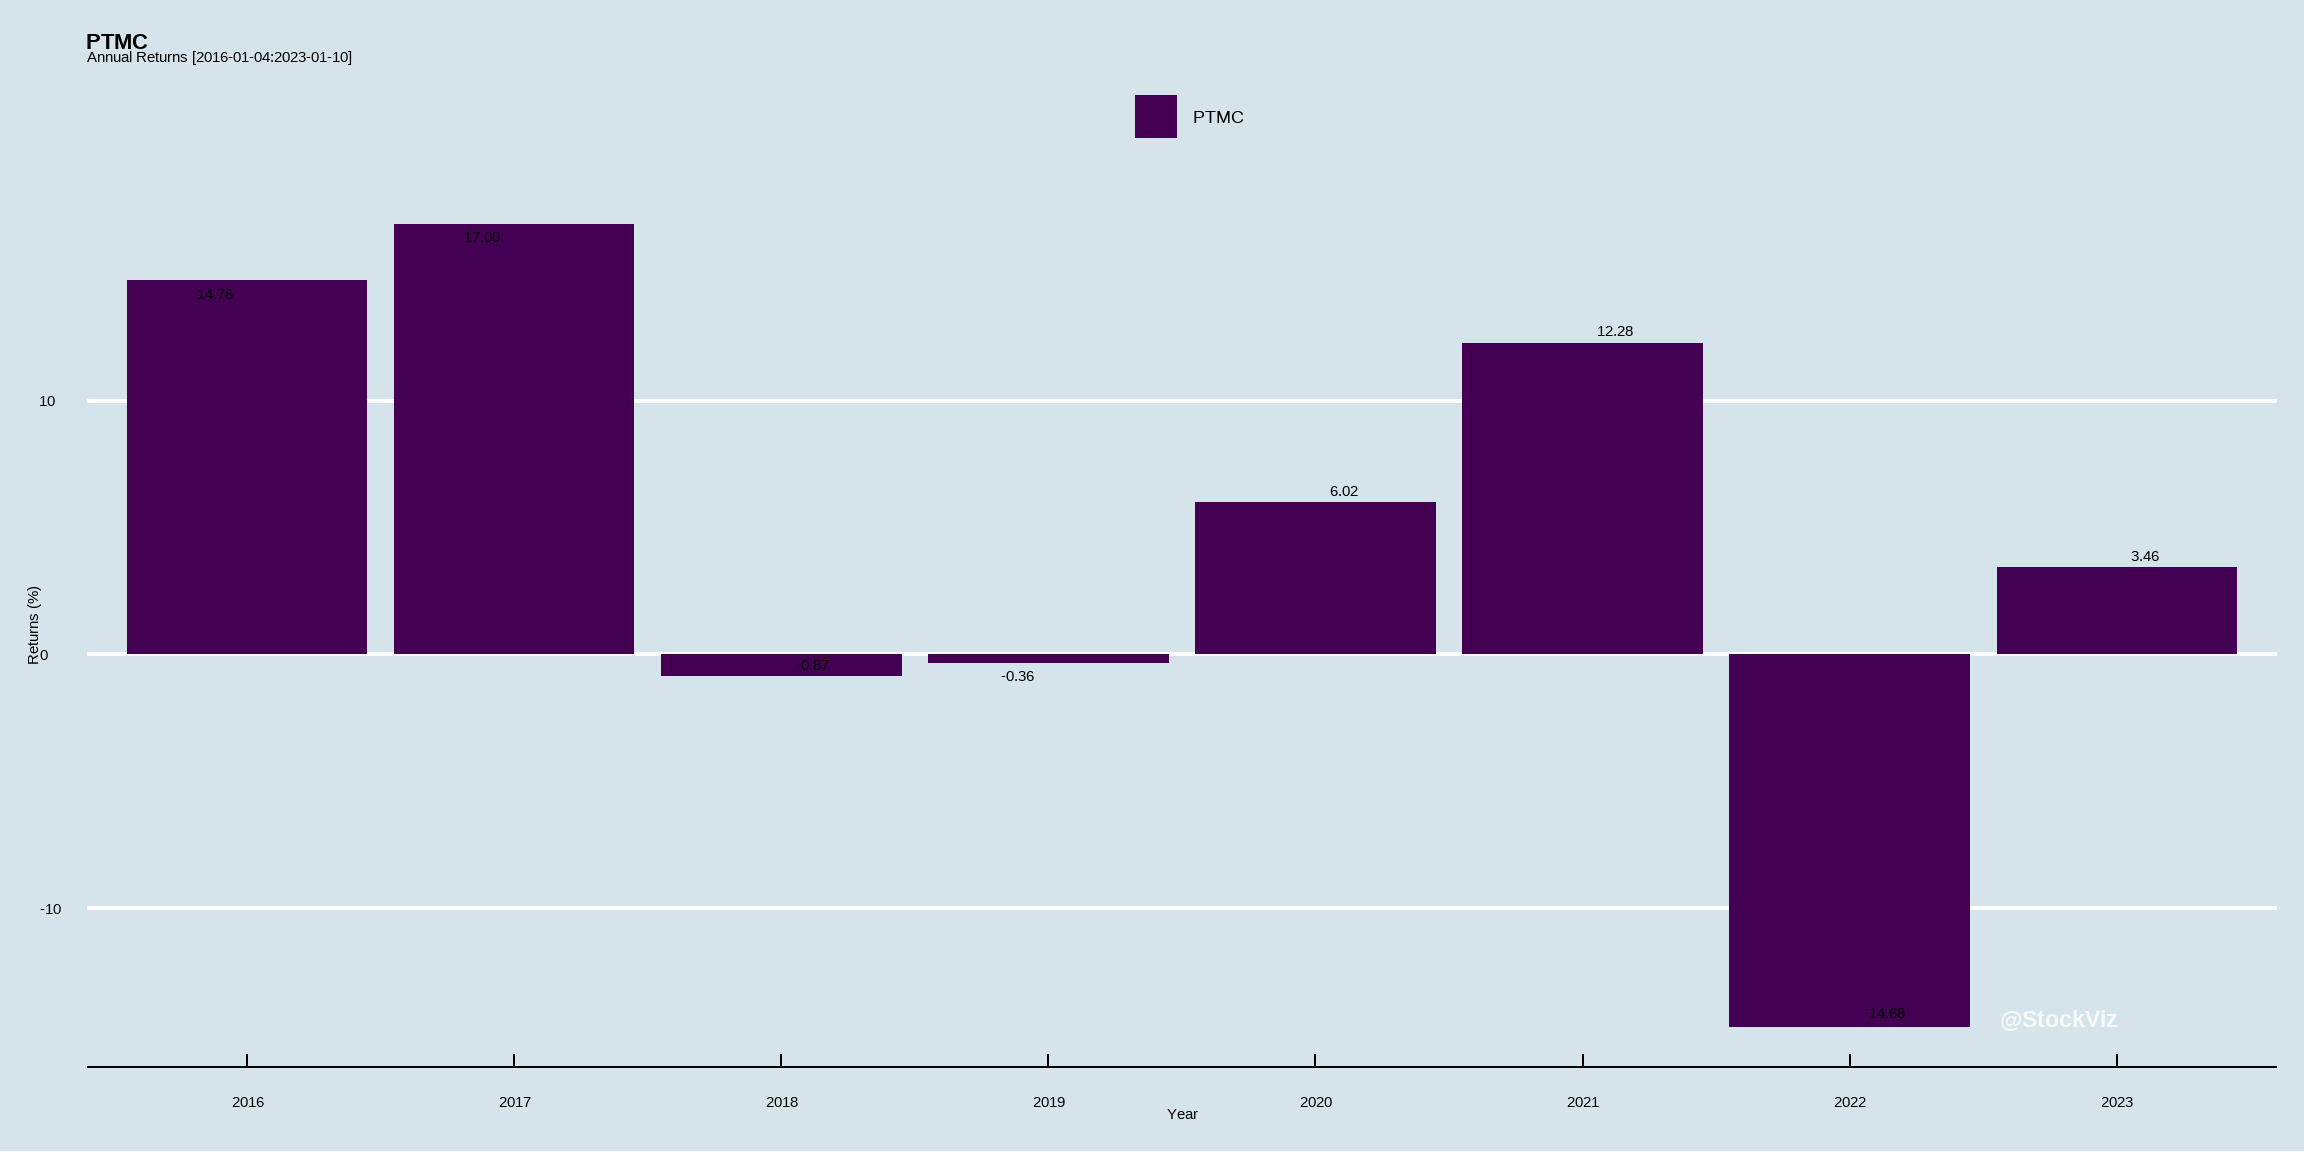 PTMC
Annual Returns [2016-01-04:2023-01-10]
PTMC
17.00
14.76
12.28
10
6.02
3.46
Returns (%)
0
-0.87
-0.36
-10
-14.68
@StockViz
2016 2017 2018 2019 2020 2021 2022 2023
Year